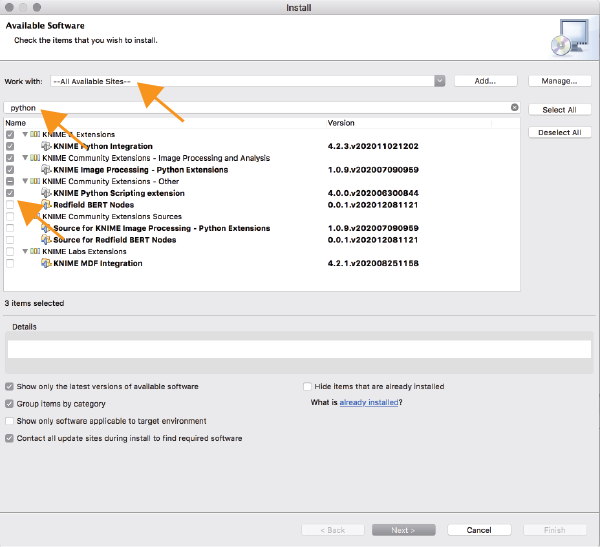 Install
Available Software
Check the items that you wish to install.
Work with: --All Available Sites-- Add... Manage...
python Select All
Name Version Deselect All
KNIME & Extensions
KNIME Python Integration 4.2.3.v202011021202
KNIME Community Extensions - Image Processing and Analysis
KNIME Image Processing - Python Extensions 1.0.9.v202007090959
KNIME Community Extensions - Other
KNIME Python Scripting extension 4.0.0.v202006300844
Redfield BERT Nodes 0.0.1.v202012081121
KNIME Community Extensions Sources
Source for KNIME Image Processing - Python Extensions 1.0.9.v202007090959
Source for Redfield BERT Nodes 0.0.1.v202012081121
KNIME Labs Extensions
KNIME MDF Integration 4.2.1.v202008251158
3 items selected
Details
Show only the latest versions of available software Hide items that are already installed
Group items by category What is already installed?
Show only software applicable to target environment
Contact all update sites during install to find required software
< Back Next > Cancel Finish